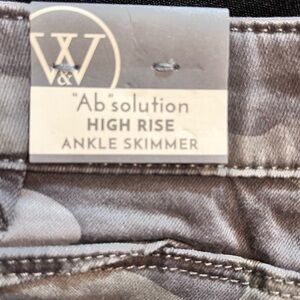 W
&
"Ab"solution
HIGH RISE
ANKLE SKIMMER